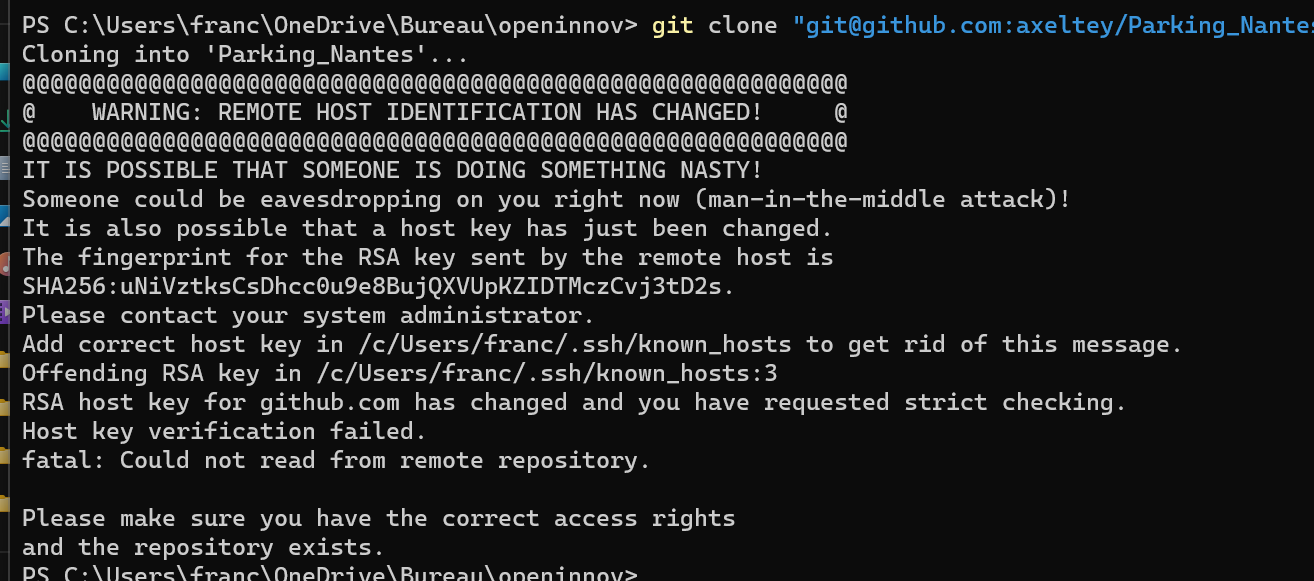 PS C:\Users\franc\OneDrive\Bureau\openinnov> git clone "git@github.com:axeltey/Parking_Nantes
Cloning into 'Parking_Nantes'...
@@@@@@@@@@@@@@@@@@@@@@@@@@@@@@@@@@@@@@@@@@@@@@@@@@@@@@@@@@@
@    WARNING: REMOTE HOST IDENTIFICATION HAS CHANGED!     @
@@@@@@@@@@@@@@@@@@@@@@@@@@@@@@@@@@@@@@@@@@@@@@@@@@@@@@@@@@@
IT IS POSSIBLE THAT SOMEONE IS DOING SOMETHING NASTY!
Someone could be eavesdropping on you right now (man-in-the-middle attack)!
It is also possible that a host key has just been changed.
The fingerprint for the RSA key sent by the remote host is
SHA256:uNiVztksCsDhcc0u9e8BujQXVUpKZIDTMczCvj3tD2s.
Please contact your system administrator.
Add correct host key in /c/Users/franc/.ssh/known_hosts to get rid of this message.
Offending RSA key in /c/Users/franc/.ssh/known_hosts:3
RSA host key for github.com has changed and you have requested strict checking.
Host key verification failed.
fatal: Could not read from remote repository.

Please make sure you have the correct access rights
and the repository exists.
PS C:\Users\franc\OneDrive\Bureau\openinnov>